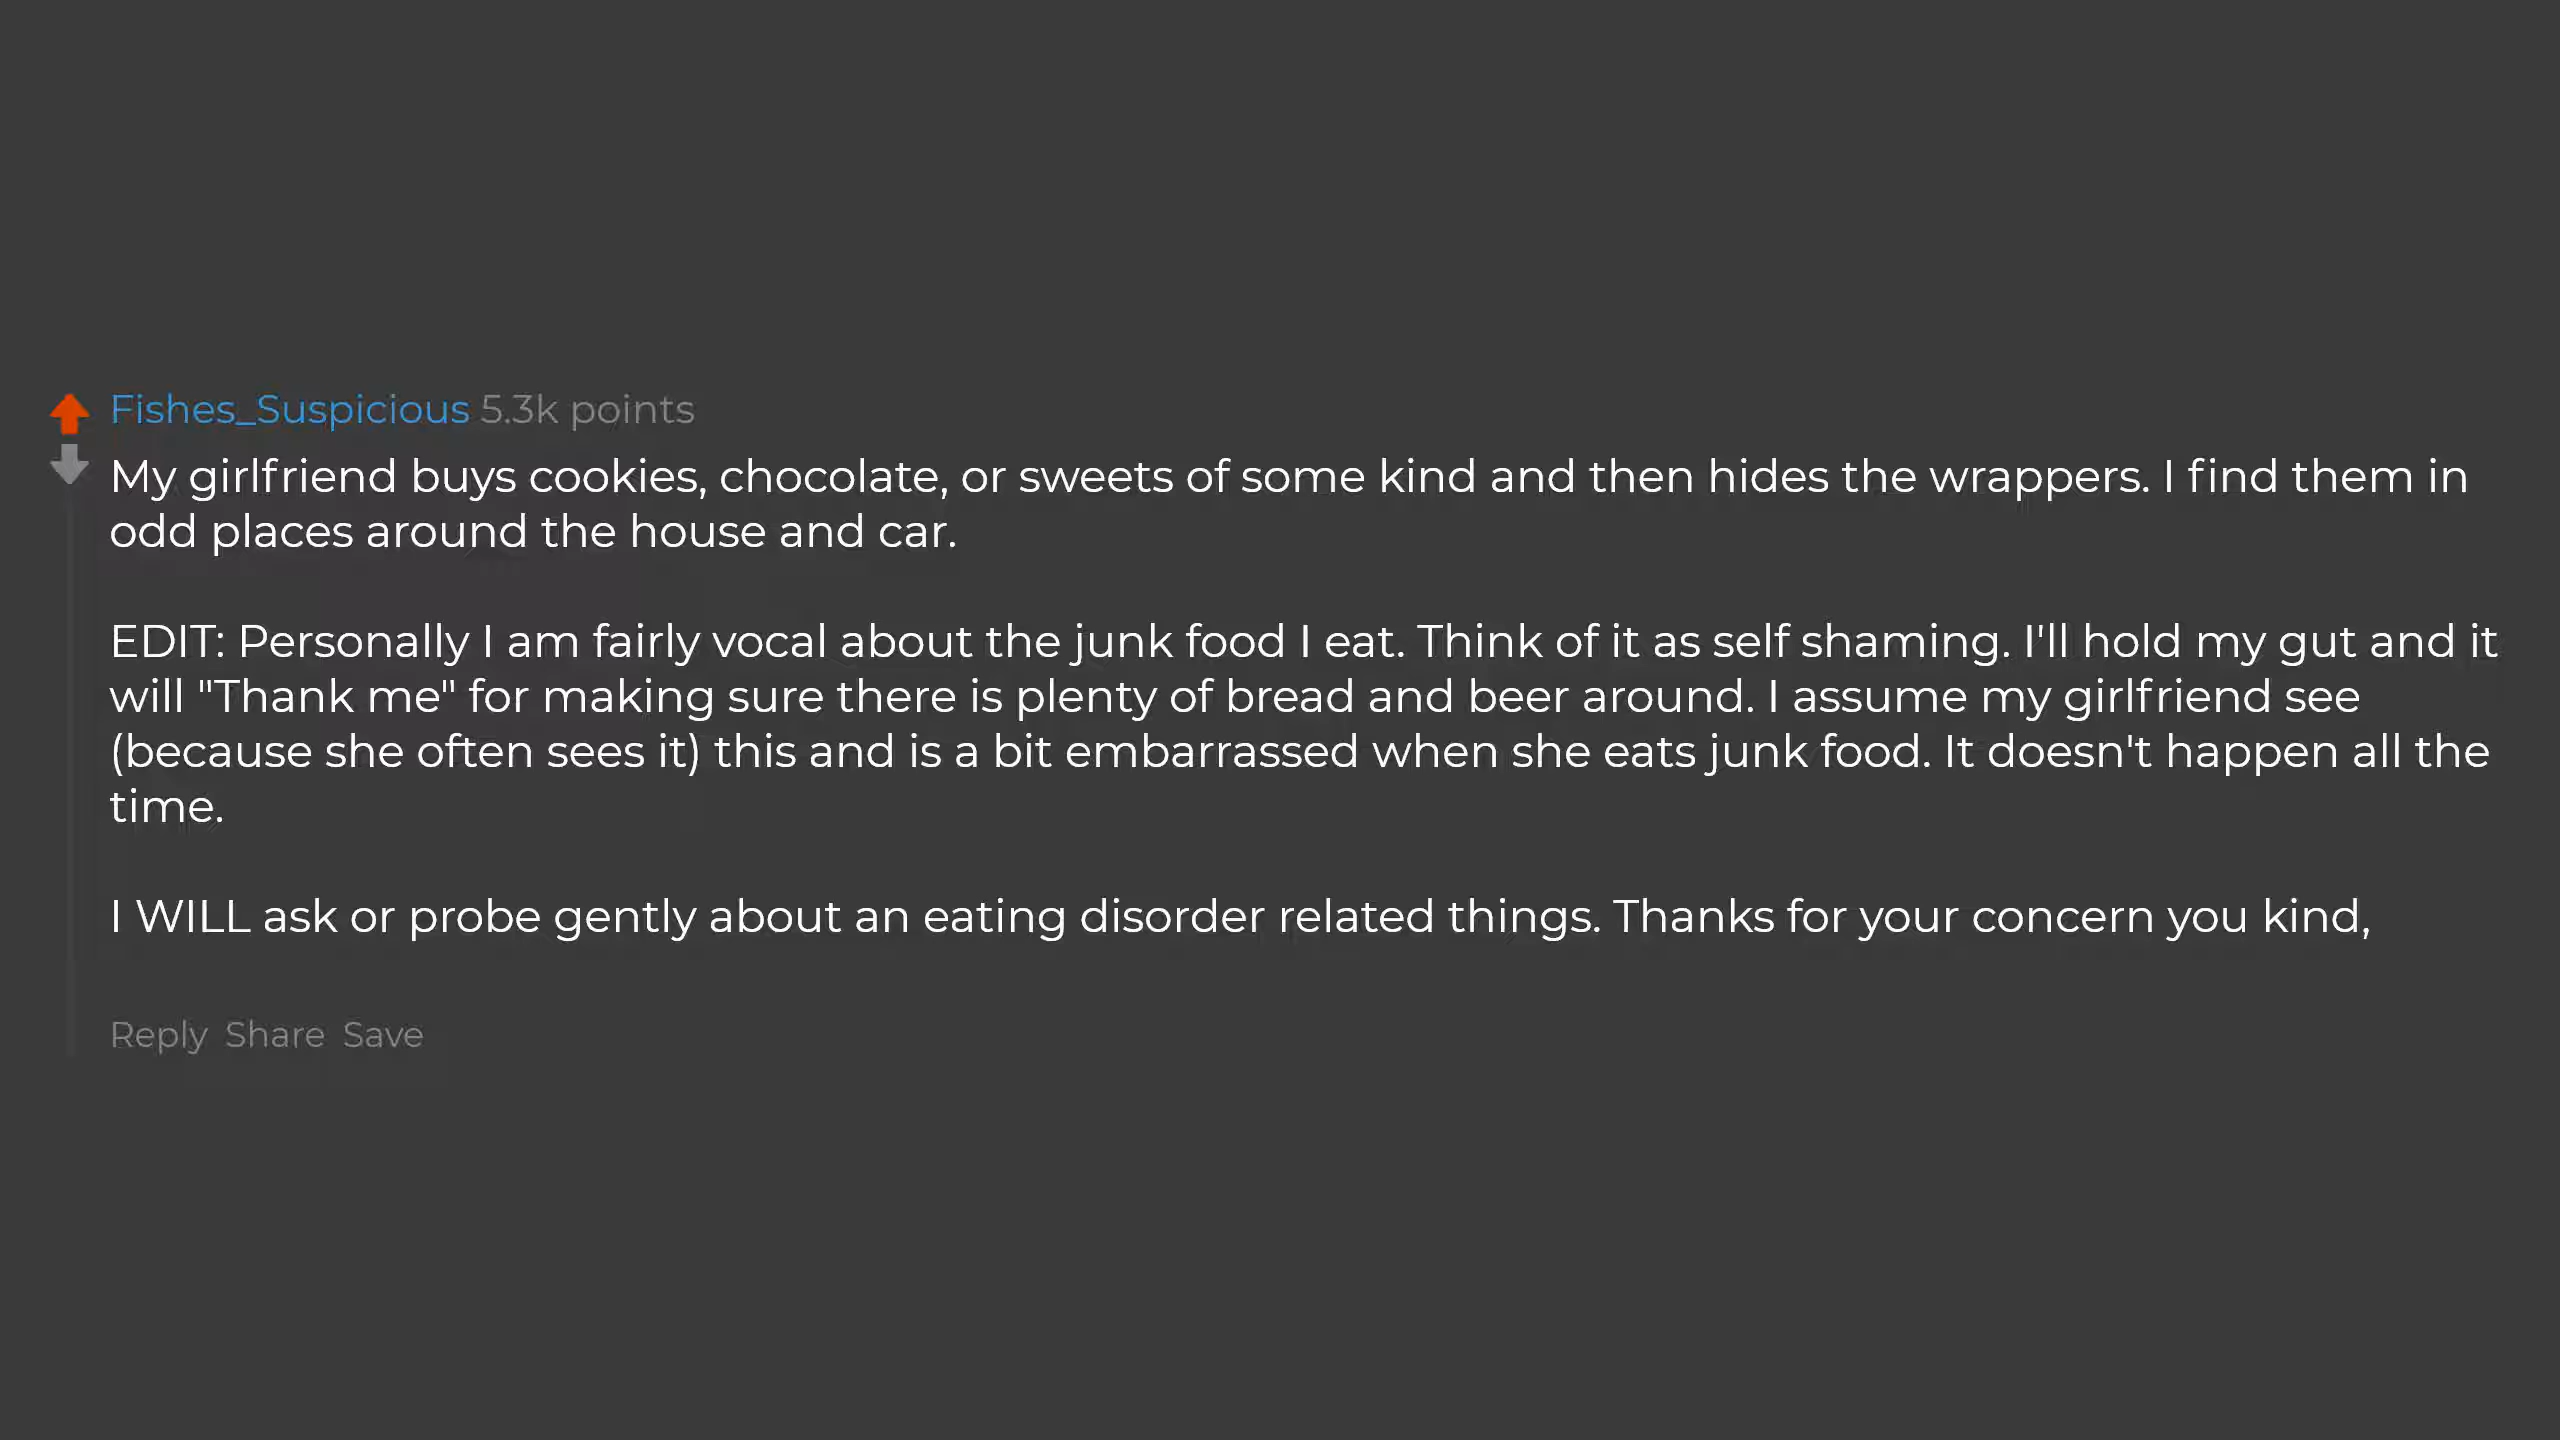 Fishes_Suspicious 5.3k points
My girlfriend buys cookies, chocolate, or sweets of some kind and then hides the wrappers. I find them in
odd places around the house and car.
EDIT: Personally I am fairly vocal about the junk food I eat. Think of it as self shaming. I'll hold my gut and it
will "Thank me" for making sure there is plenty of bread and beer around. I assume my girlfriend see
(because she often sees it) this and is a bit embarrassed when she eats junk food. It doesn't happen all the
time.
I WILL ask or probe gently about an eating disorder related things. Thanks for your concern you kind,
Reply Share Save